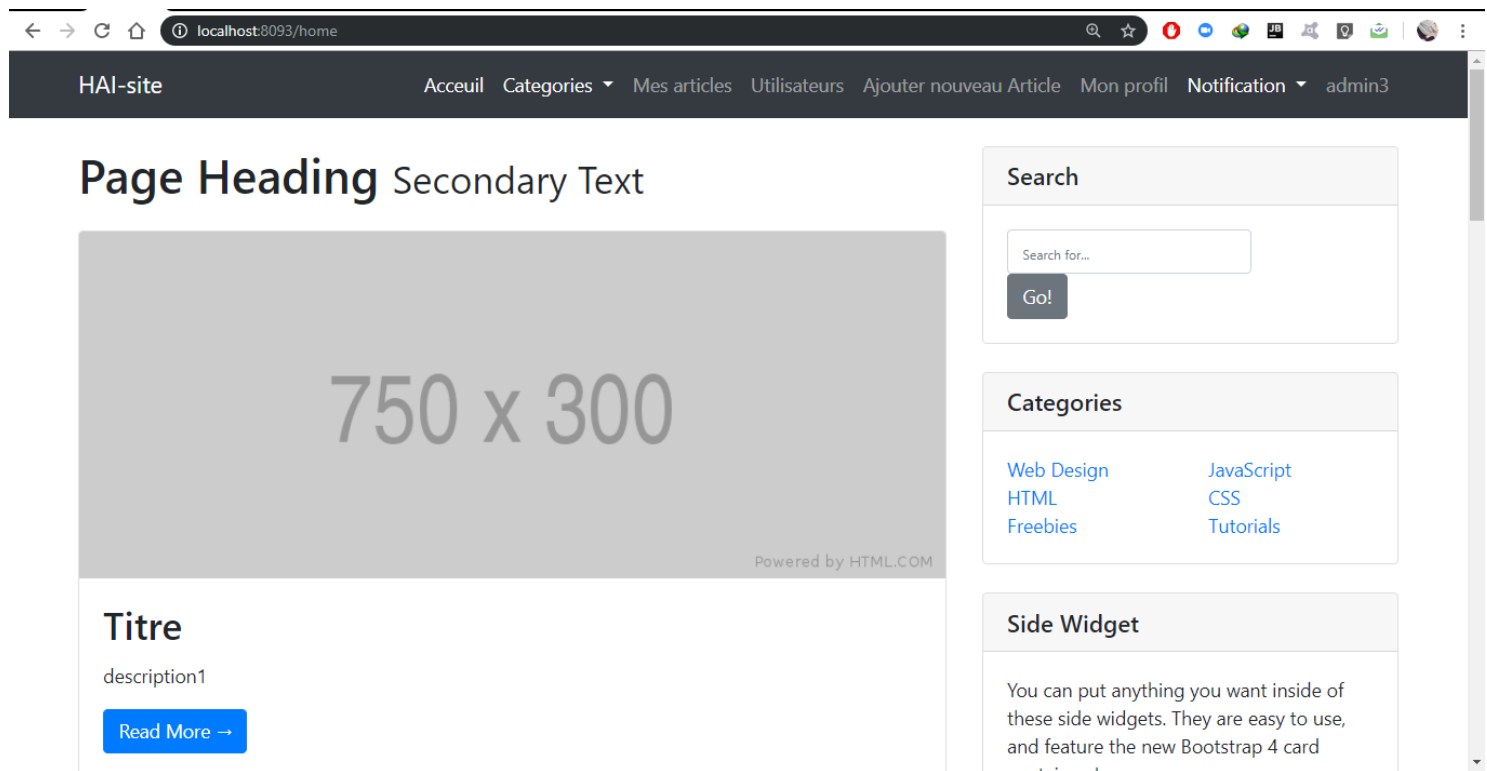 localhost:8093/home
JB
HAI-site Acceuil Categories Mes articles Utilisateurs Ajouter nouveau Article Mon profil Notification admin3
Page Heading Secondary Text
750 x 300
Powered by HTML.COM
Titre
description1
Read More →
Search
Search for...
Go!
Categories
Web Design JavaScript
HTML CSS
Freebies Tutorials
Side Widget
You can put anything you want inside of
these side widgets. They are easy to use,
and feature the new Bootstrap 4 card